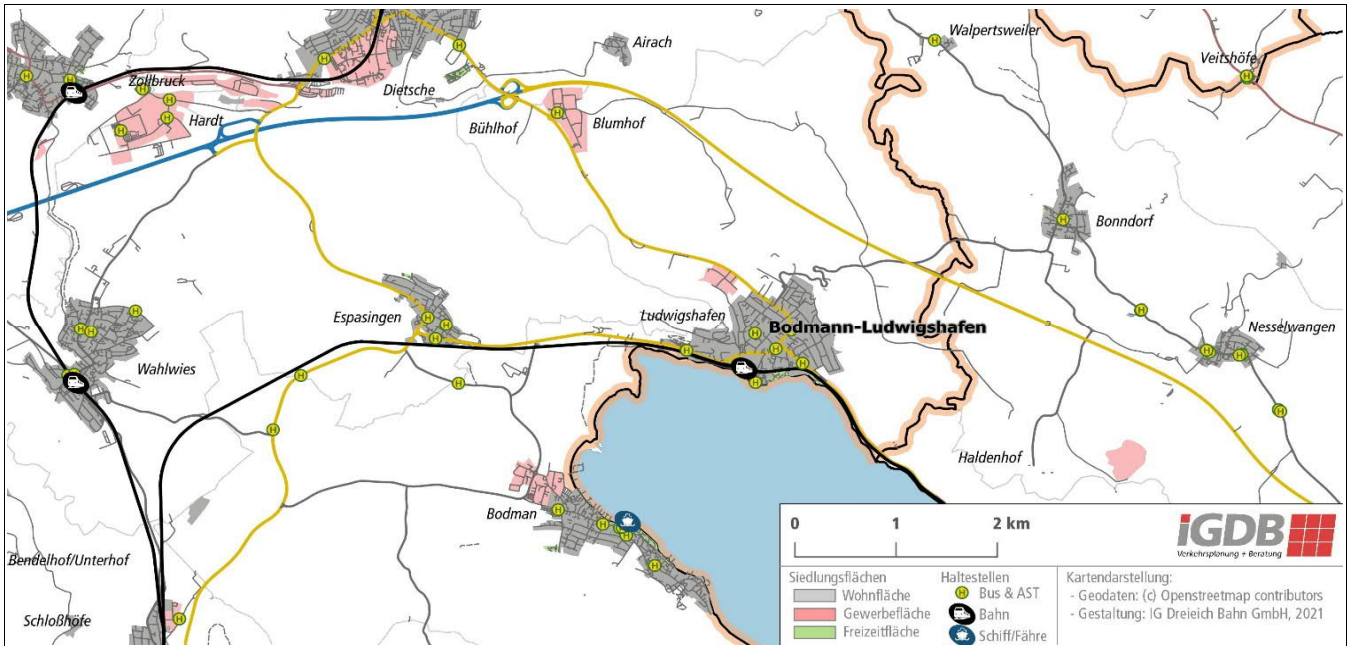 Walpertsweiler
Airach
Veitshöfe
Zollbruck
Dietsche
Hardt
Bühlhof
Blumhof
Bonndorf
Espasingen
Ludwigshafen
Bodmann-Ludwigshafen
Nesselwangen
Wahlwies
Haldenhof
Bodman
Bendelhof/Unterhof
Schloßhöfe
0 1 2 km
iGDB
Verkehrsplanung + Beratung
Siedlungsflächen
Wohnfläche
Gewerbefläche
Freizeitfläche
Haltestellen
H Bus & AST
Bahn
Schiff/Fähre
Kartendarstellung:
- Geodaten: (c) Openstreetmap contributors
- Gestaltung: IG Dreieich Bahn GmbH, 2021